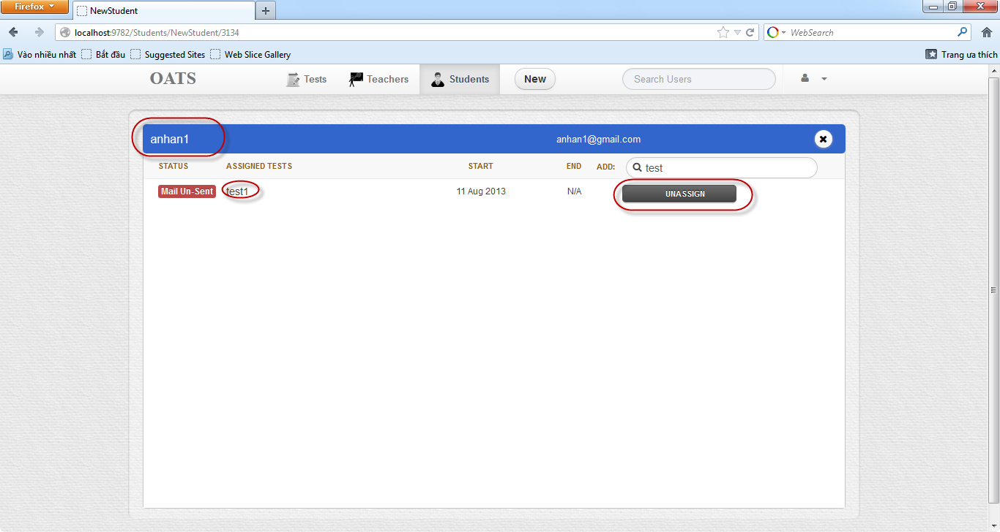 Firefox
NewStudent
localhost:9782/Students/NewStudent/3134
WebSearch
Vào nhiều nhất
Bắt đầu
Suggested Sites
Web Slice Gallery
Trang ưa thích
OATS
Tests
Teachers
Students
New
Search Users
anhan1
anhan1@gmail.com
STATUS
ASSIGNED TESTS
START
END
ADD:
test
Mail Un-Sent
test1
11 Aug 2013
N/A
UNASSIGN